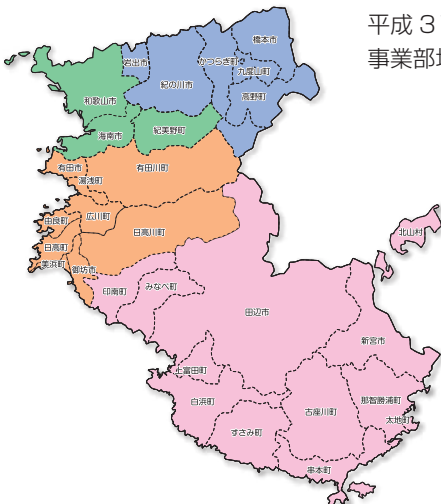 平成3
事業部地
橋本市
岩出市
かつらぎ町
九度山町
紀の川市
高野町
和歌山市
海南市
紀美野町
有田市
有田川町
湯浅町
広川町
由良町
日高川町
日高町
美浜町
御坊市
印南町
みなべ町
北山村
田辺市
新宮市
上富田町
白浜町
那智勝浦町
古座川町
太地町
すさみ町
串本町